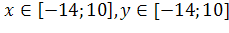 x ∈ [−14; 10], y ∈ [−14; 10]